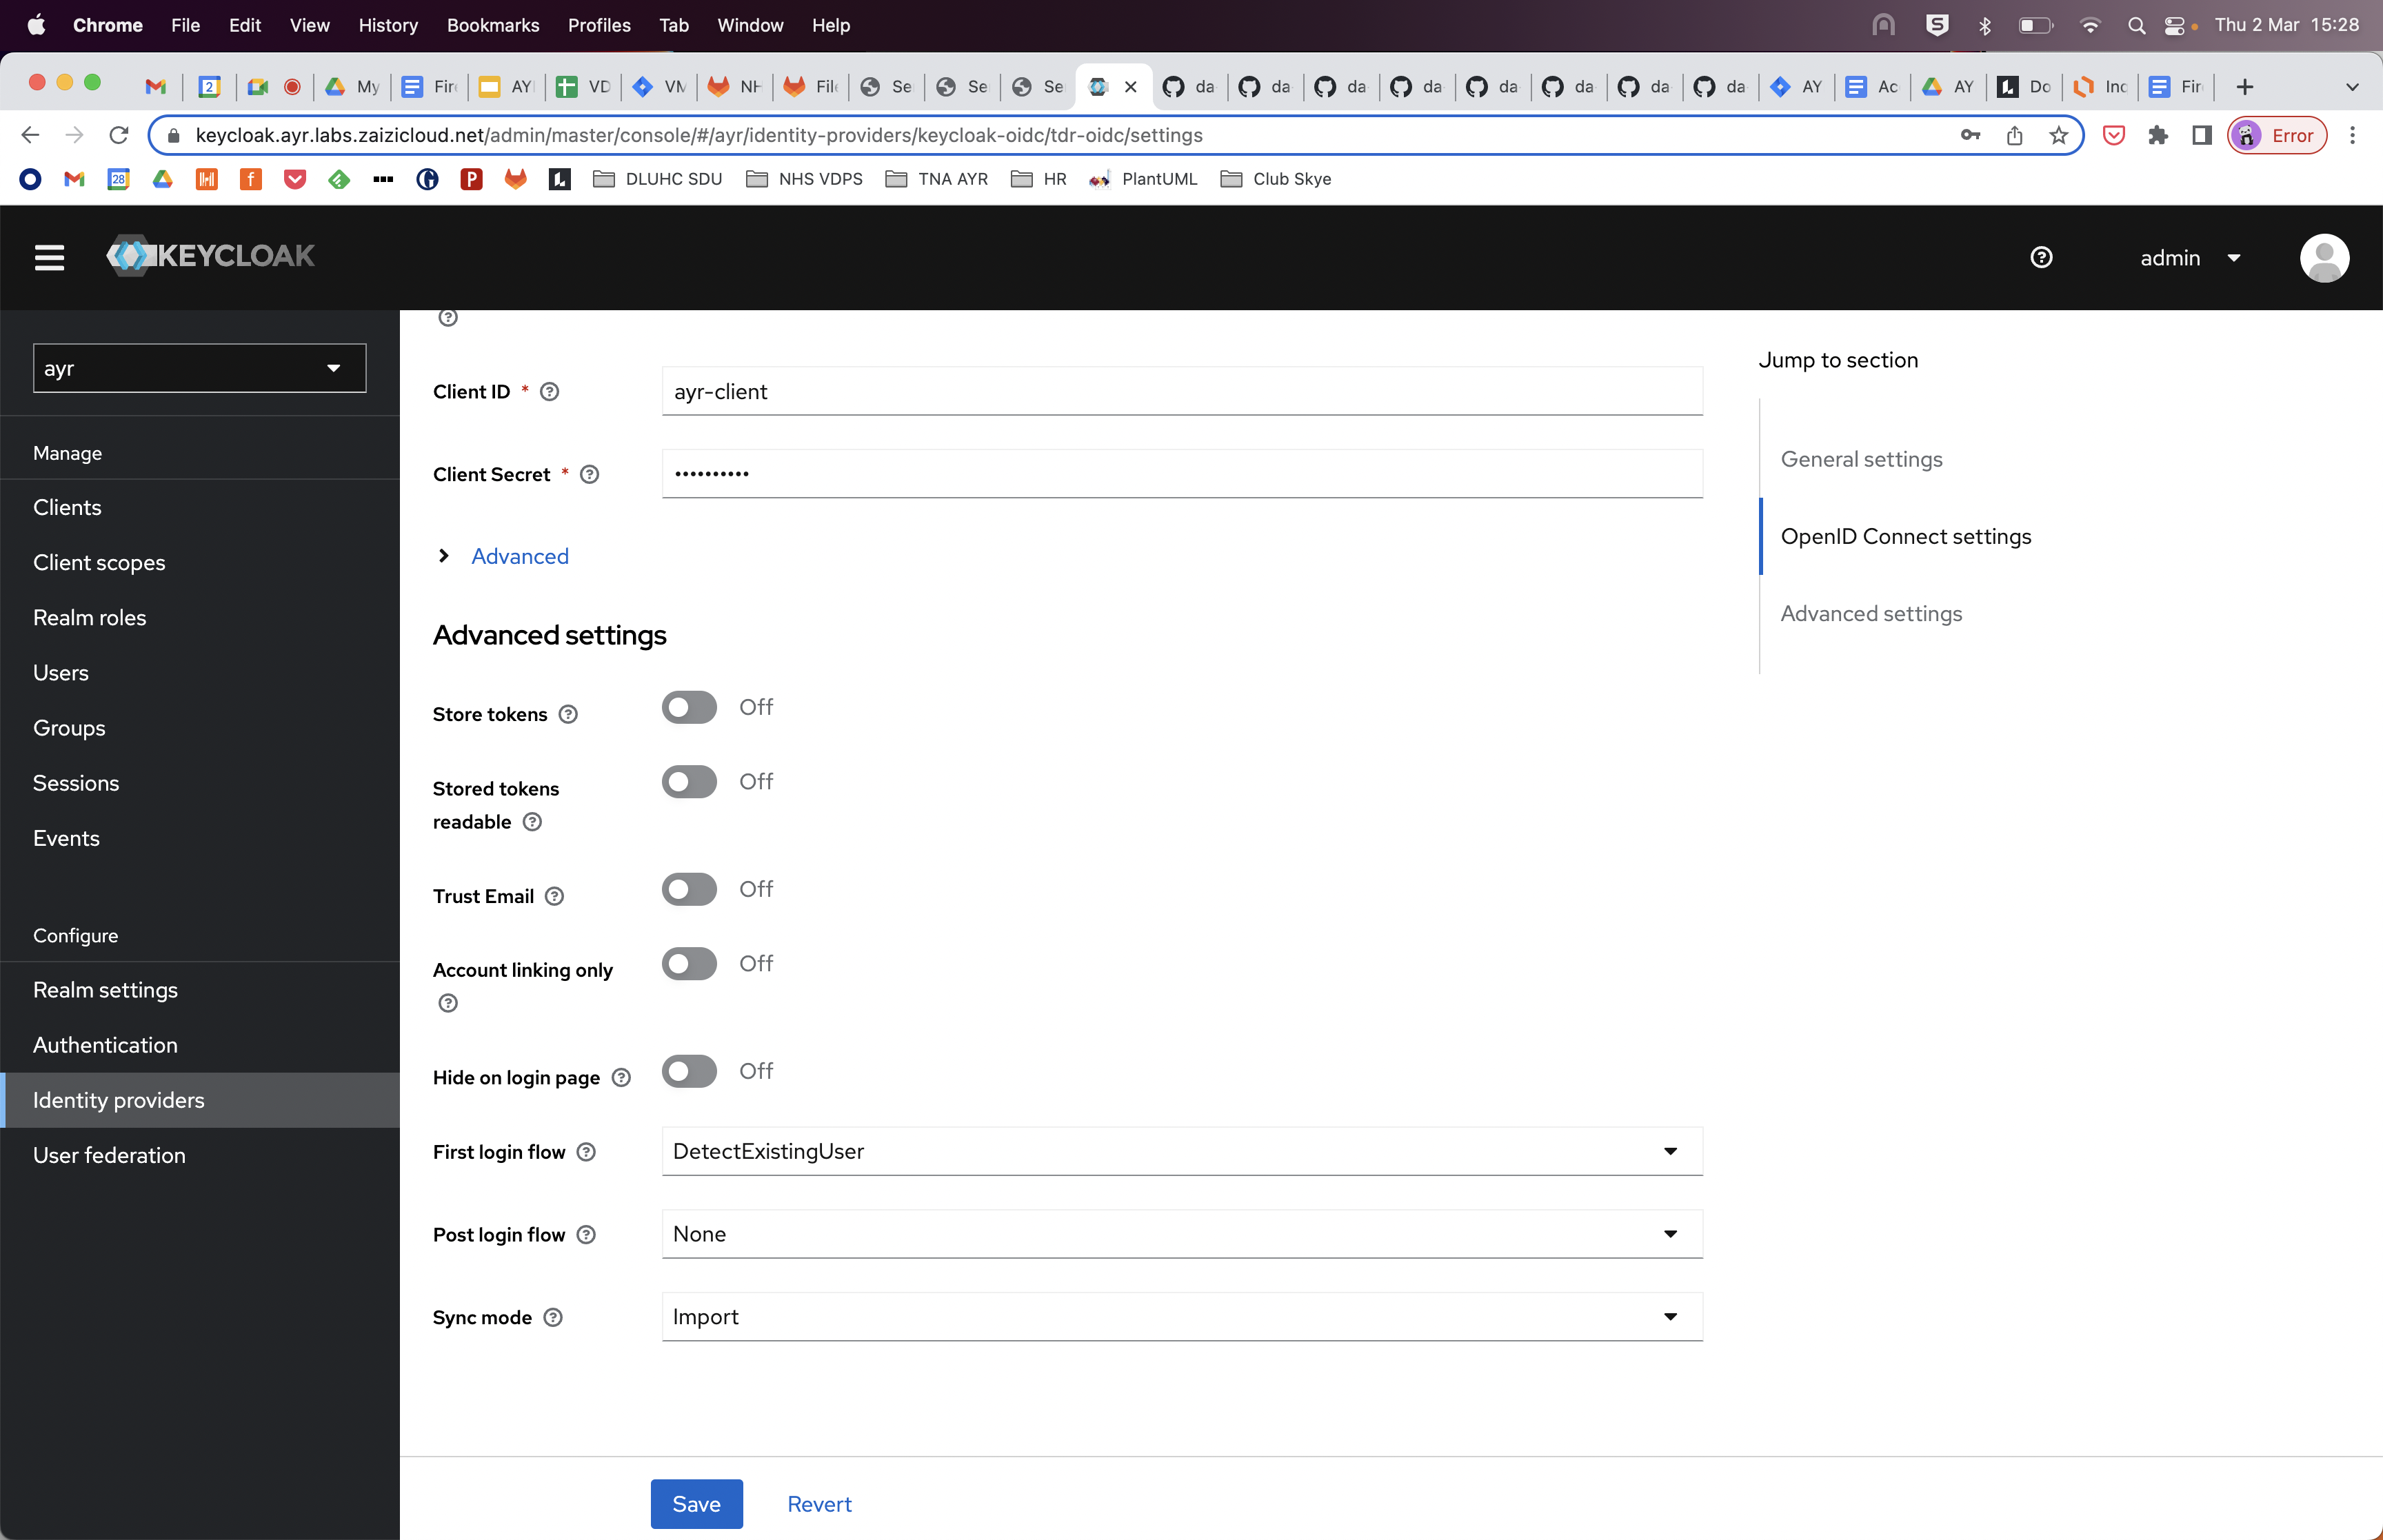 Chrome File Edit View History Bookmarks Profiles Tab Window Help Thu 2 Mar 15:28
2 My Fir AY VD VM NH File Se Se Se da da da da da da da da AY Ac AY Do Inc Fir
keycloak.ayr.labs.zaizicloud.net/admin/master/console/#/ayr/identity-providers/keycloak-oidc/tdr-oidc/settings Error
28 DLUHC SDU NHS VDPS TNA AYR HR PlantUML Club Skye
KEYCLOAK admin
ayr
Manage
Clients
Client scopes
Realm roles
Users
Groups
Sessions
Events
Configure
Realm settings
Authentication
Identity providers
User federation
Client ID *
ayr-client
Client Secret *
••••••••••
Advanced
Advanced settings
Store tokens
Off
Stored tokens
readable
Off
Trust Email
Off
Account linking only
Off
Hide on login page
Off
First login flow
DetectExistingUser
Post login flow
None
Sync mode
Import
Save Revert
Jump to section
General settings
OpenID Connect settings
Advanced settings